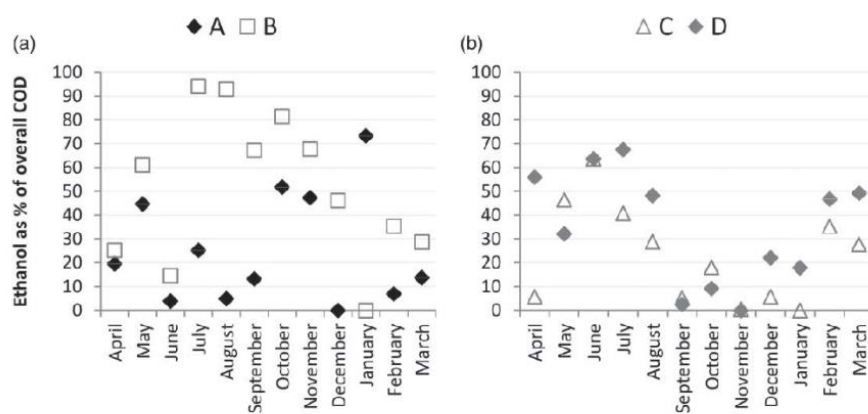 (a)
A B
Ethanol as % of overall COD
100
90
80
70
60
50
40
30
20
10
0
April
May
June
July
August
September
October
November
December
January
February
March
(b)
C D
100
90
80
70
60
50
40
30
20
10
0
April
May
June
July
August
September
October
November
December
January
February
March